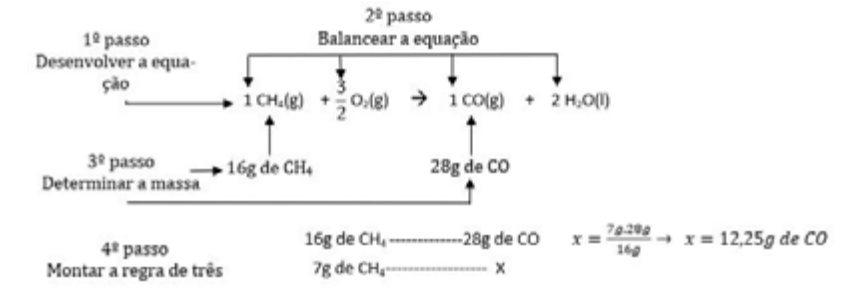 2º passo
Balancear a equação
1º passo
Desenvolver a equa-
ção
1 CH₄(g) + 3/2 O₂(g) → 1 CO(g) + 2 H₂O(l)
3º passo
Determinar a massa
16g de CH₄ 28g de CO
4º passo
Montar a regra de três
16g de CH₄ -------------28g de CO x = 7g.28g/16g → x = 12,25g de CO
7g de CH₄------------------ X